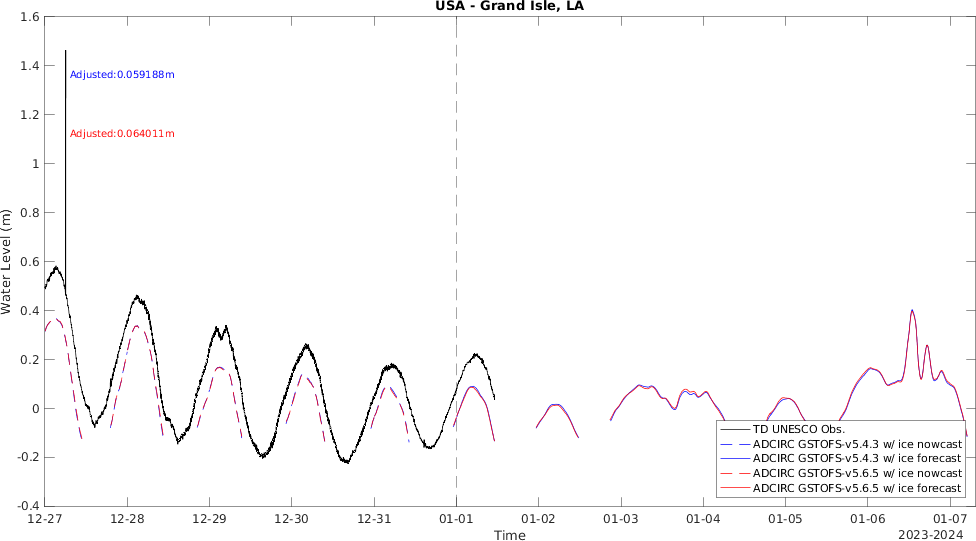 USA - Grand Isle, LA
1.6
1.4
1.2
1
0.8
0.6
0.4
0.2
0
-0.2
-0.4
Water Level (m)
Adjusted:0.059188m
Adjusted:0.064011m
TD UNESCO Obs.
ADCIRC GSTOFS-v5.4.3 w/ ice nowcast
ADCIRC GSTOFS-v5.4.3 w/ ice forecast
ADCIRC GSTOFS-v5.6.5 w/ ice nowcast
ADCIRC GSTOFS-v5.6.5 w/ ice forecast
12-27 12-28 12-29 12-30 12-31 01-01 01-02 01-03 01-04 01-05 01-06 01-07
Time
2023-2024